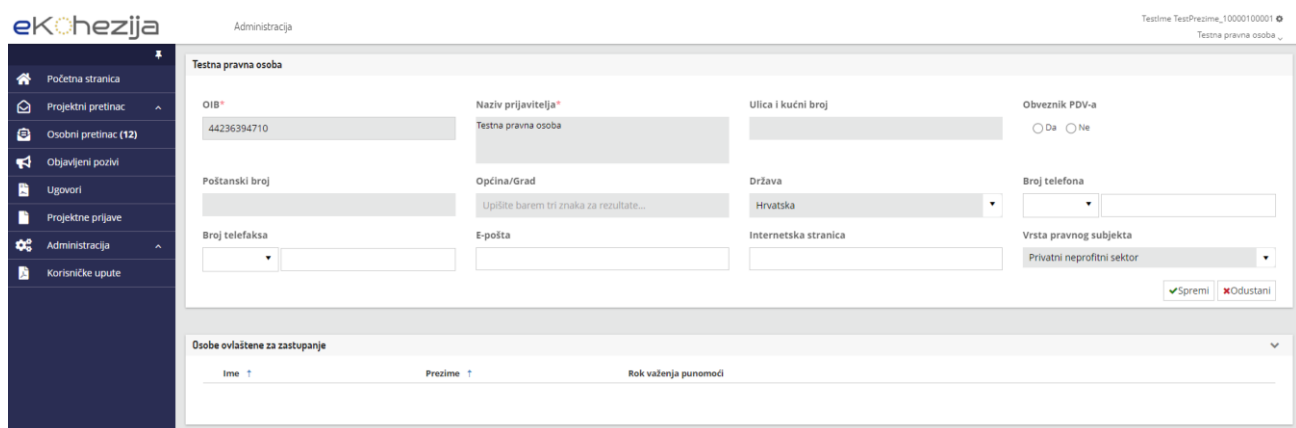 eKohezija
Administracija
TestIme TestPrezime_10000100001
Testna pravna osoba
Početna stranica
Projektni pretinac
Osobni pretinac (12)
Objavljeni pozivi
Ugovori
Projektne prijave
Administracija
Korisničke upute
Testna pravna osoba
OIB*
Naziv prijavitelja*
Ulica i kućni broj
Obveznik PDV-a
44236394710
Testna pravna osoba
Da Ne
Poštanski broj
Općina/Grad
Država
Broj telefona
Upišite barem tri znaka za rezultate...
Hrvatska
Broj telefaksa
E-pošta
Internetska stranica
Vrsta pravnog subjekta
Privatni neprofitni sektor
Spremi Odustani
Osobe ovlaštene za zastupanje
Ime ↑ Prezime ↑ Rok važenja punomoći